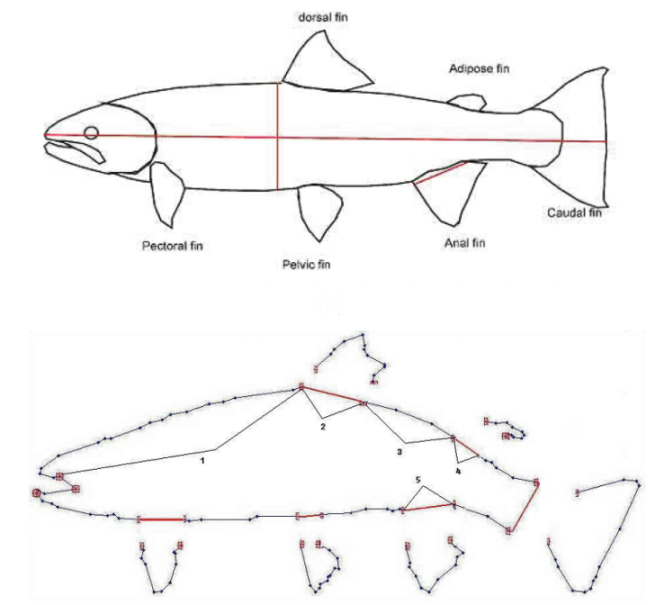 dorsal fin
Adipose fin
Caudal fin
Pectoral fin
Anal fin
Pelvic fin
1
2
3
4
5